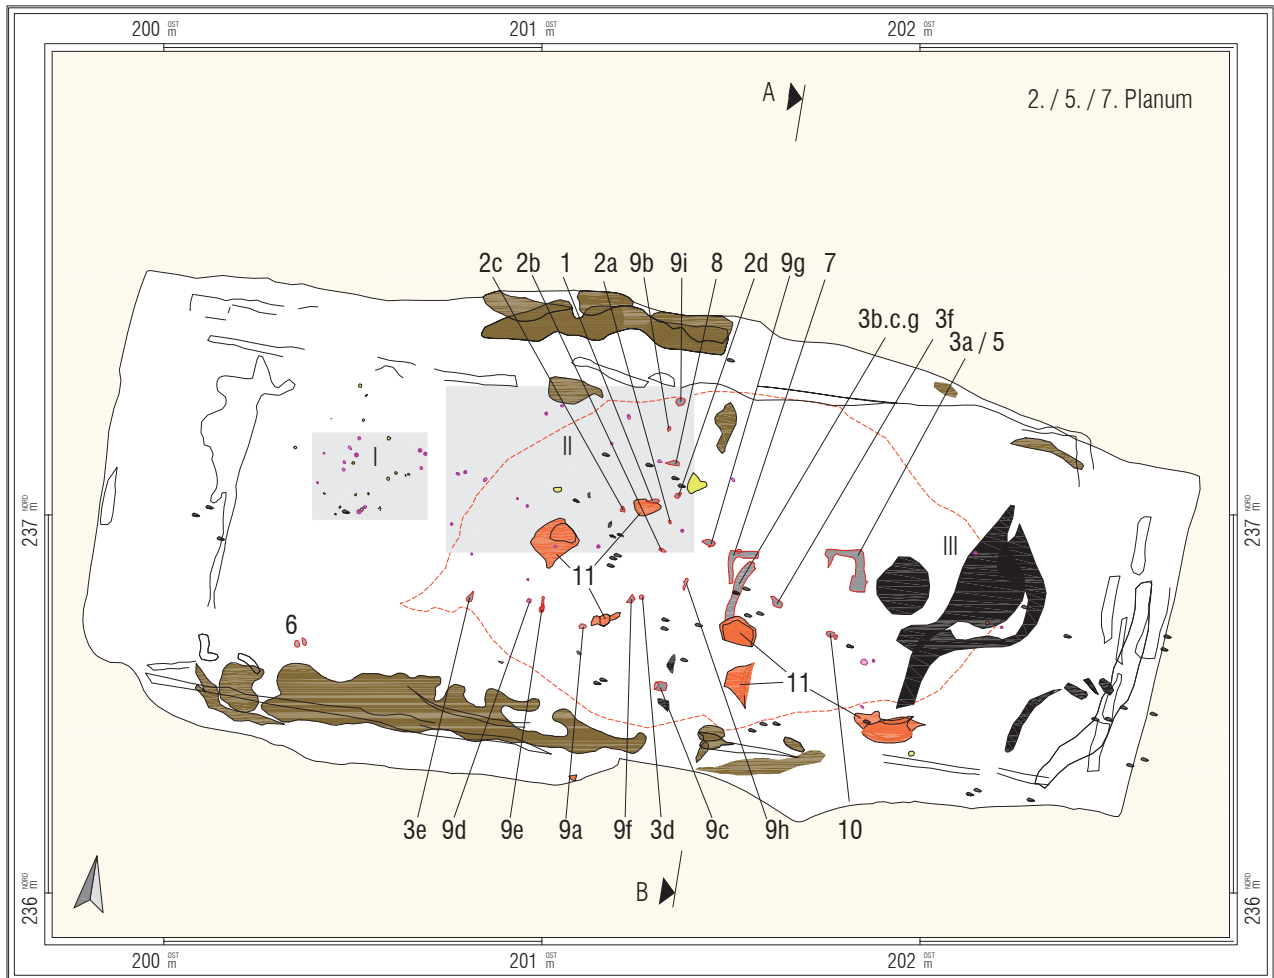 200 OST m
201 OST m
202 OST m
A
2. / 5. / 7. Planum
2c 2b 1 2a 9b 9i 8 2d 9g 7
3b.c.g 3f
3a / 5
I
II
III
237 NORD m
237 NORD m
11
6
11
3e 9d 9e 9a 9f 3d 9c 9h 10
B
236 NORD m
236 NORD m
200 OST m
201 OST m
202 OST m